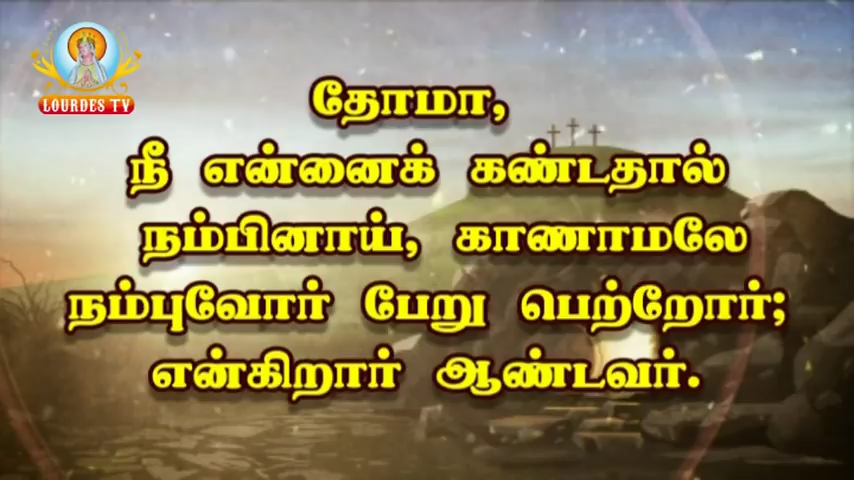 LOURDES TV
தோமா,
நீ என்னைக் கண்டதால்
நம்பினாய், காணாமலே
நம்புவோர் பேறு பெற்றோர்;
என்கிறார் ஆண்டவர்.